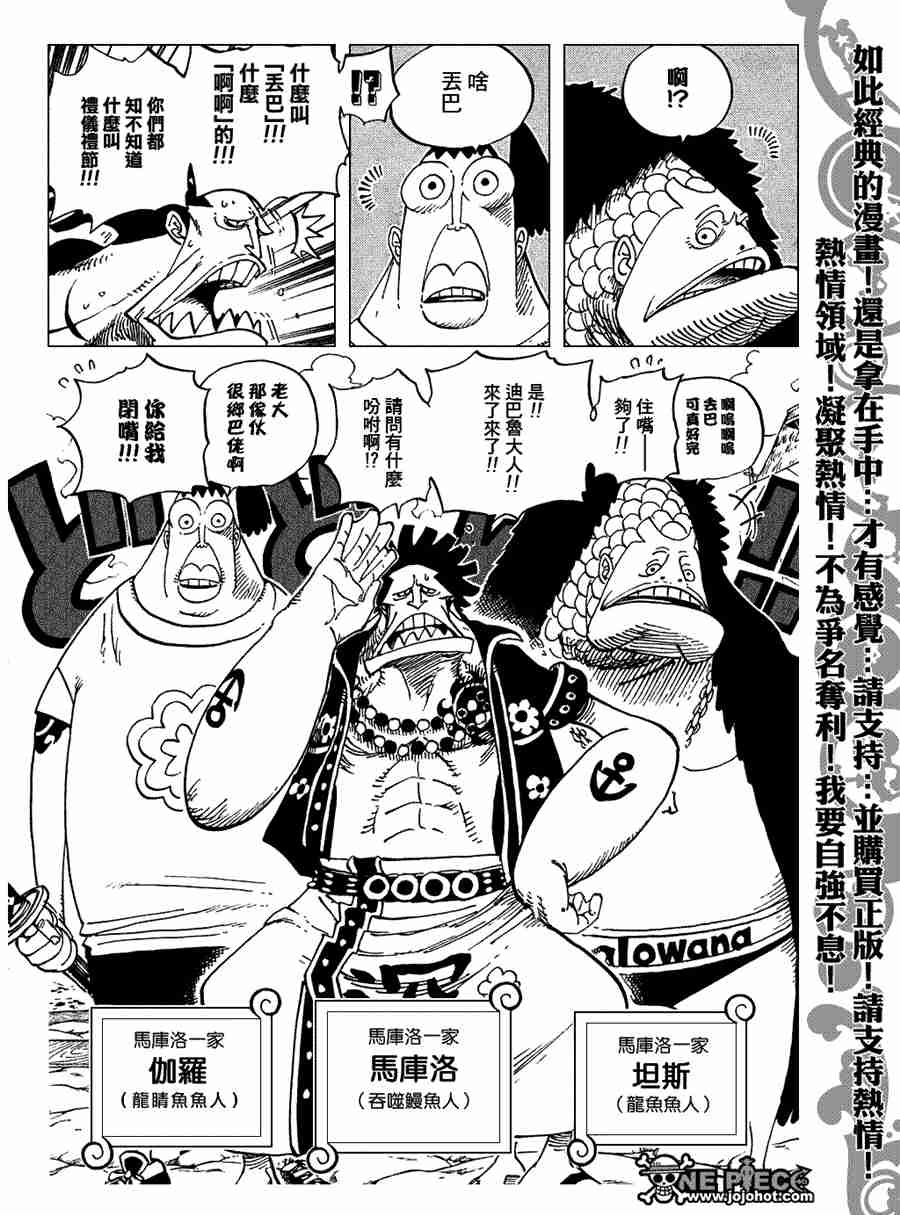 啊!?
啥
丟巴
!?
什麼叫
「丟巴」!!!
什麼
「啊啊」的!!!
你們都
知不知道
什麼叫
禮儀禮節!!!
啊嗚啊嗚
去巴
可真好完
住嘴
夠了!!
是!!
迪巴魯大人!!
來了來了!!
請問有什麼
吩咐啊!?
老大
那傢伙
很鄉巴佬啊
你給我
閉嘴!!!
alowana
馬庫洛一家
坦斯
(龍魚魚人)
馬庫洛一家
馬庫洛
(吞噬鰻魚人)
馬庫洛一家
伽羅
(龍睛魚魚人)
如此經典的漫畫!還是拿在手中…才有感覺…請支持…並購買正版!請支持熱情!
熱情領域!凝聚熱情!不為爭名奪利!我要自強不息!
ONE PIECE
www.jojohot.com